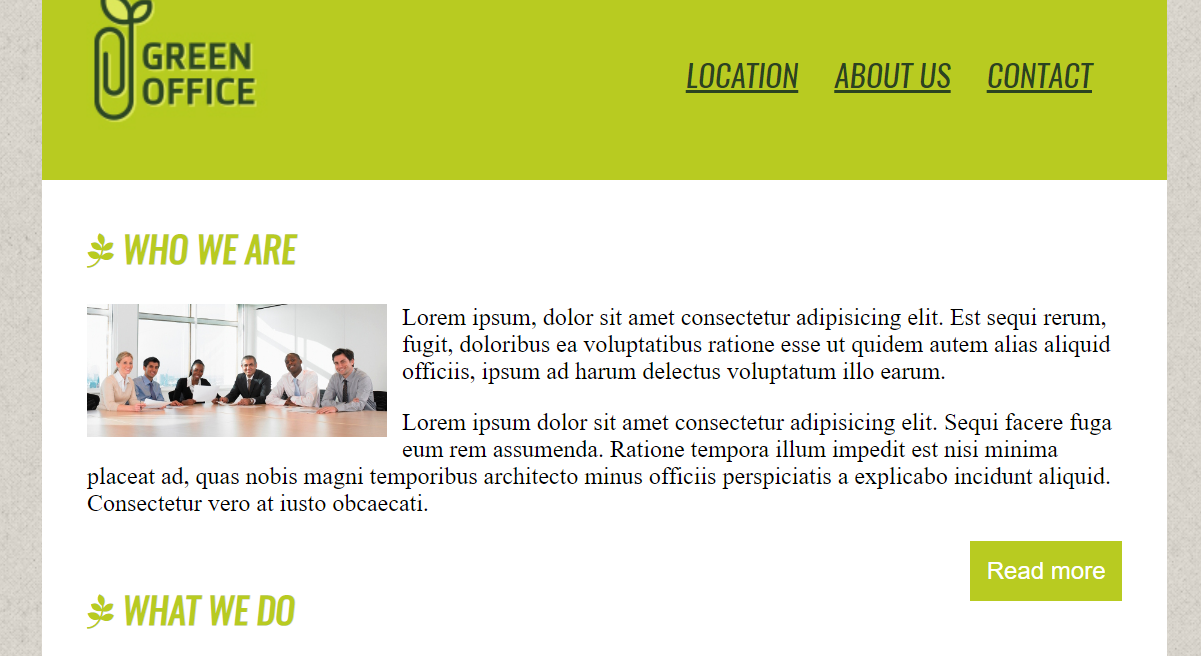 GREEN
OFFICE
LOCATION ABOUT US CONTACT
WHO WE ARE
Lorem ipsum, dolor sit amet consectetur adipisicing elit. Est sequi rerum,
fugit, doloribus ea voluptatibus ratione esse ut quidem autem alias aliquid
officiis, ipsum ad harum delectus voluptatum illo earum.
Lorem ipsum dolor sit amet consectetur adipisicing elit. Sequi facere fuga
eum rem assumenda. Ratione tempora illum impedit est nisi minima
placeat ad, quas nobis magni temporibus architecto minus officiis perspiciatis a explicabo incidunt aliquid.
Consectetur vero at iusto obcaecati.
Read more
WHAT WE DO